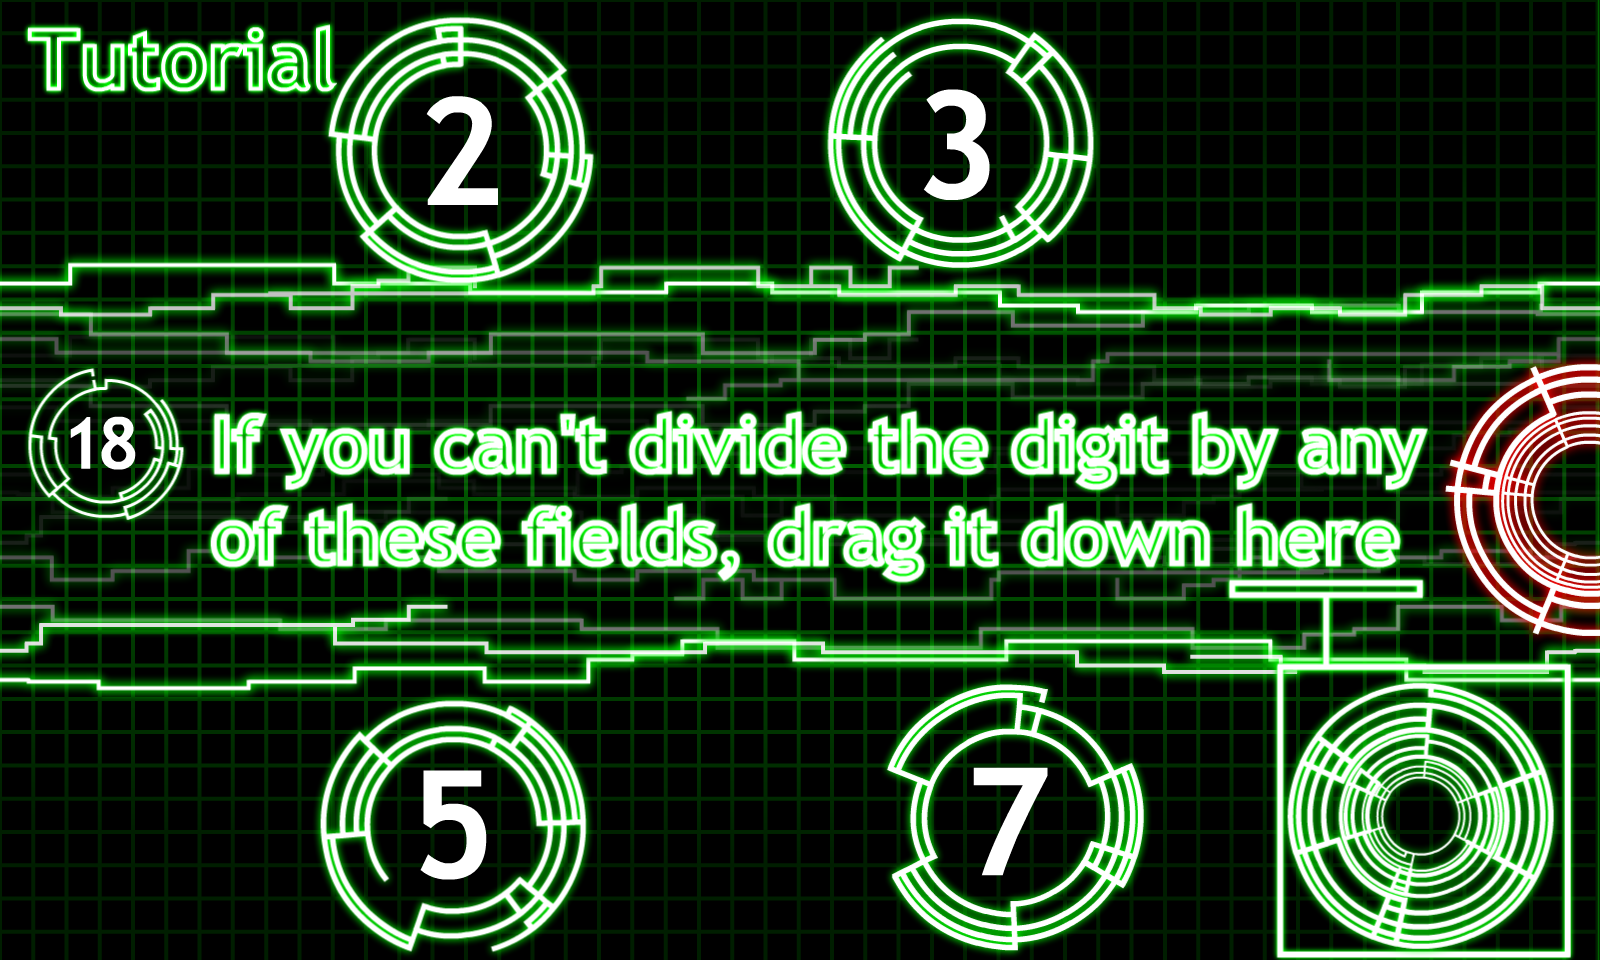 Tutorial
2
3
18
If you can't divide the digit by any
of these fields, drag it down here
5
7